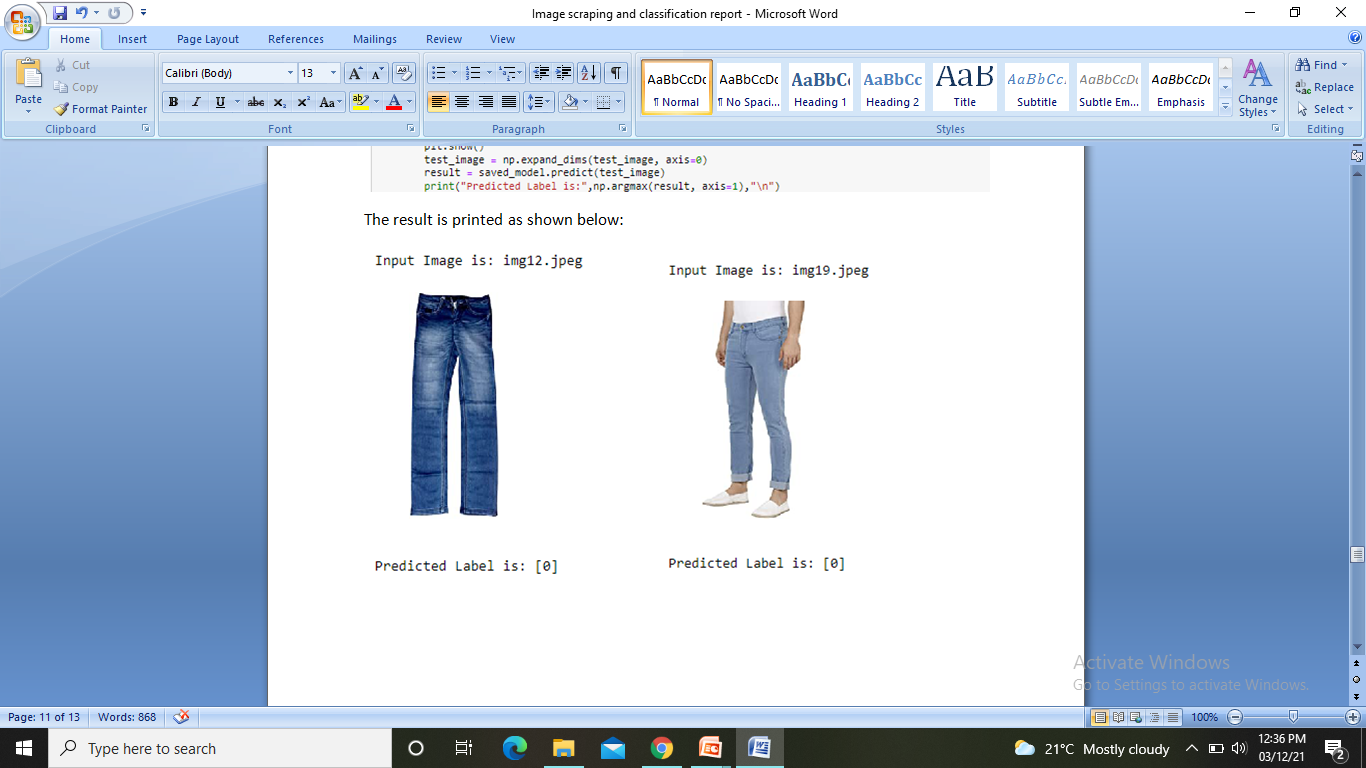 Image scraping and classification report - Microsoft Word
Home Insert Page Layout References Mailings Review View
Paste
Cut
Copy
Format Painter
Clipboard
Calibri (Body) 13
B I U abc x₂ x² Aa
Font
Paragraph
AaBbCcDc AaBbCcDc AaBbC( AaBbCc AaB AaBbCc. AaBbCcDc AaBbCcDc
¶ Normal ¶ No Spaci... Heading 1 Heading 2 Title Subtitle Subtle Em... Emphasis
Styles
Change
Styles
Find
Replace
Select
Editing
plt.show()
test_image = np.expand_dims(test_image, axis=0)
result = saved_model.predict(test_image)
print("Predicted Label is:",np.argmax(result, axis=1),"\n")
The result is printed as shown below:
Input Image is: img12.jpeg
Input Image is: img19.jpeg
Predicted Label is: [0]
Predicted Label is: [0]
Activate Windows
Go to Settings to activate Windows.
Page: 11 of 13 Words: 868 100%
Type here to search
21°C Mostly cloudy
12:36 PM
03/12/21
2